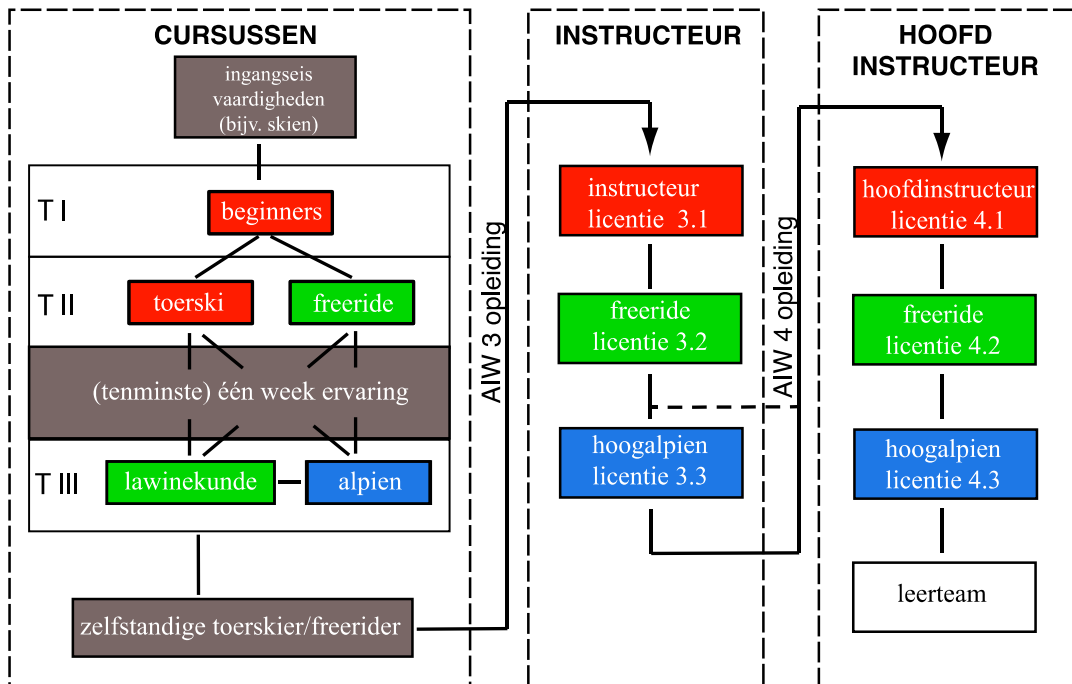 CURSUSSEN
ingangseis
vaardigheden
(bijv. skien)
T I
beginners
T II
toerski
freeride
(tenminste) één week ervaring
T III
lawinekunde
alpien
zelfstandige toerskier/freerider
AIW 3 opleiding
INSTRUCTEUR
instructeur
licentie 3.1
freeride
licentie 3.2
hoogalpien
licentie 3.3
AIW 4 opleiding
HOOFD
INSTRUCTEUR
hoofdinstructeur
licentie 4.1
freeride
licentie 4.2
hoogalpien
licentie 4.3
leerteam